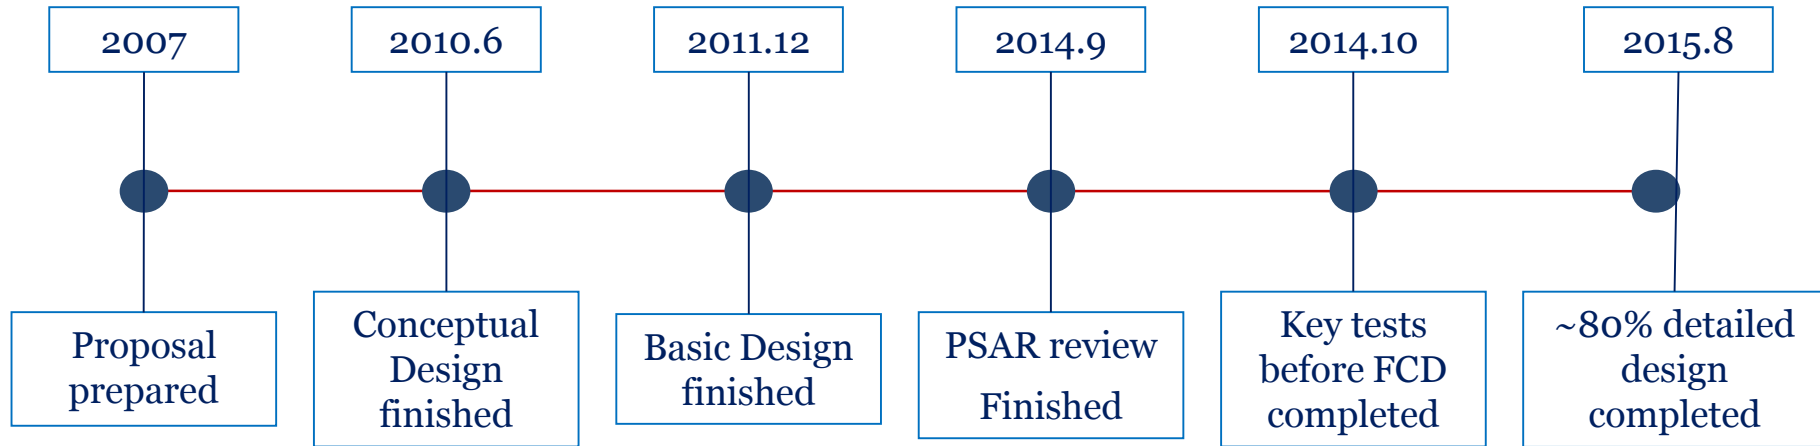 2007
2010.6
2011.12
2014.9
2014.10
2015.8
Proposal
prepared
Conceptual
Design
finished
Basic Design
finished
PSAR review
Finished
Key tests
before FCD
completed
~80% detailed
design
completed